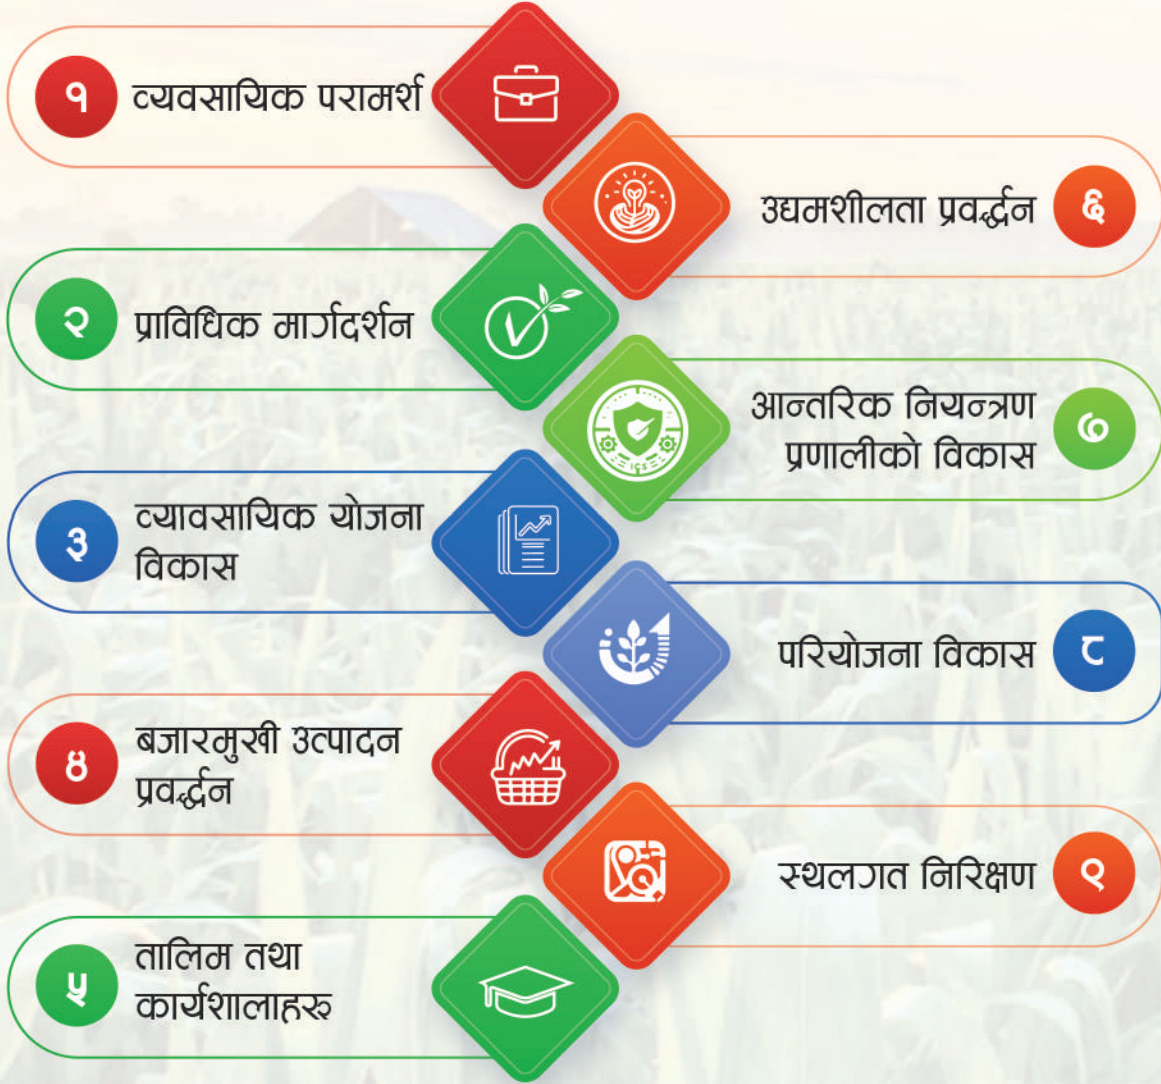 १ व्यवसायिक परामर्श
२ प्राविधिक मार्गदर्शन
३ व्यावसायिक योजना
विकास
४ बजारमुखी उत्पादन
प्रवर्द्धन
५ तालिम तथा
कार्यशालाहरु
उद्यमशीलता प्रवर्द्धन ६
आन्तरिक नियन्त्रण
प्रणालीको विकास ७
ICS
परियोजना विकास ८
स्थलगत निरिक्षण ९